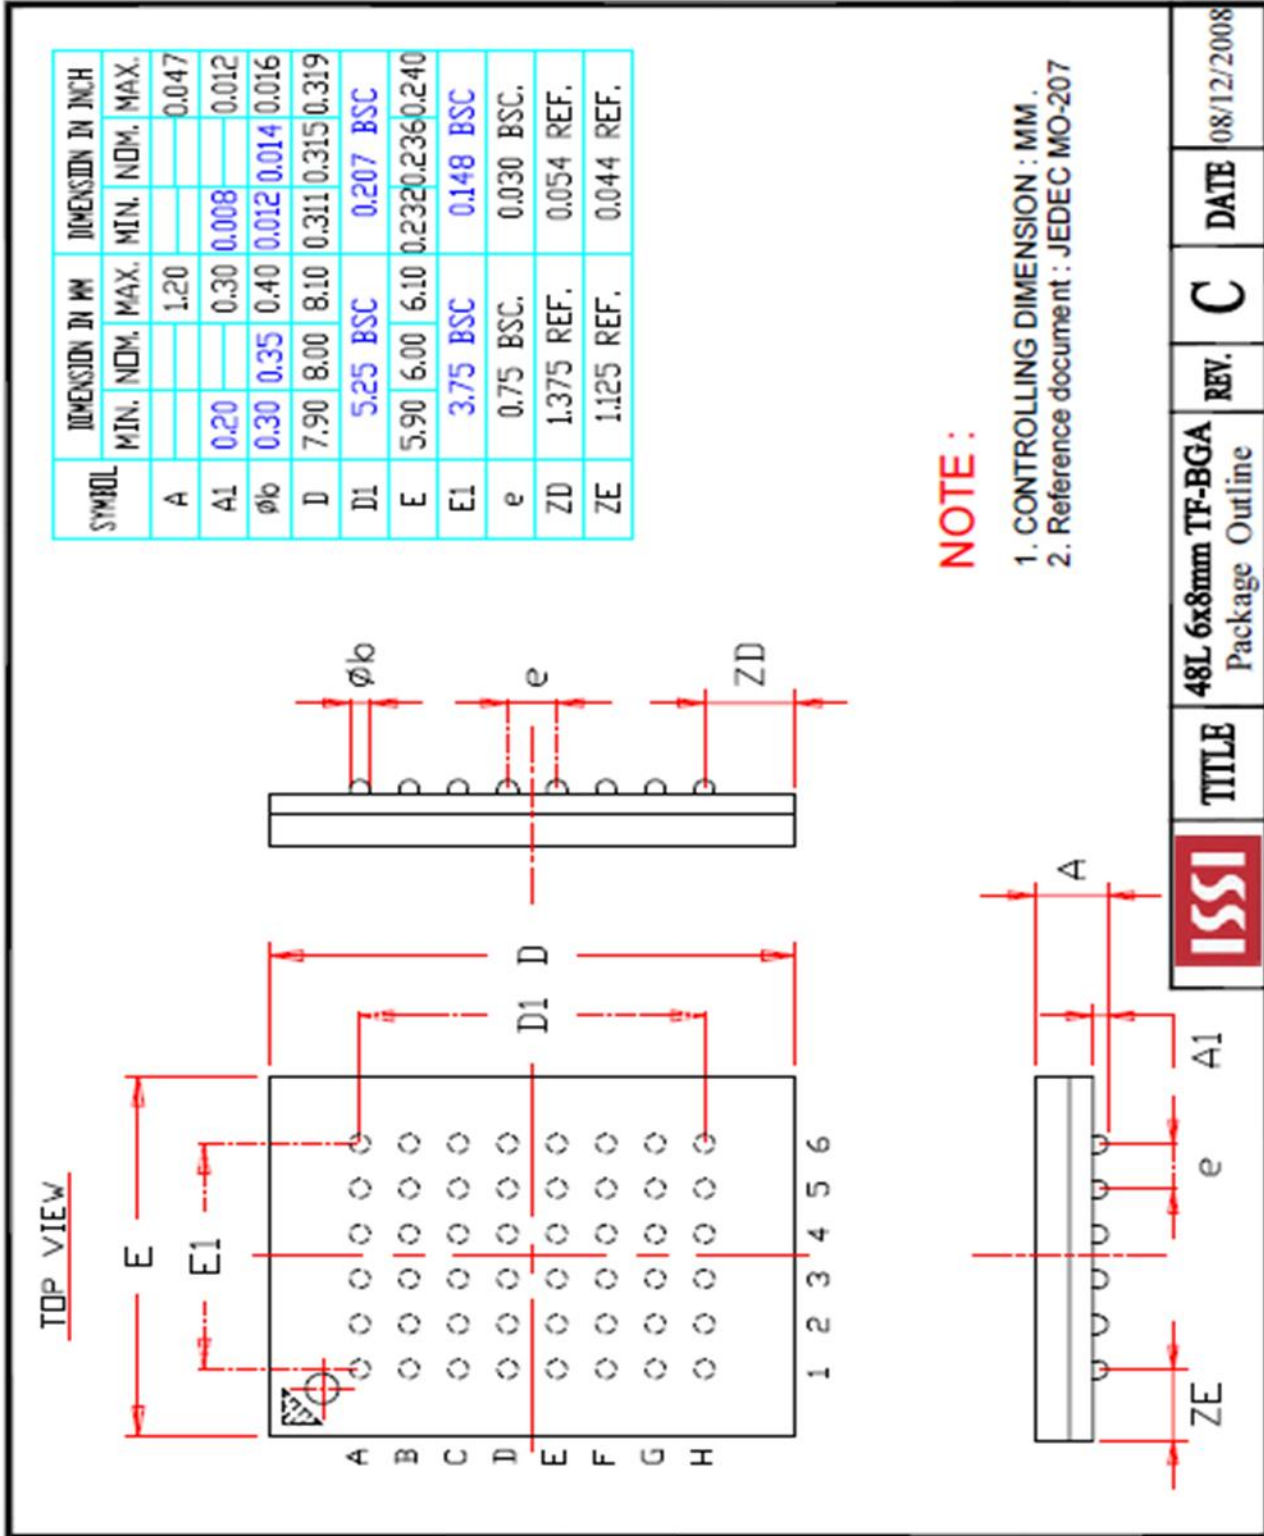 TOP VIEW
E
E1
A
B
C
D
E
F
G
H
1 2 3 4 5 6
D1 D
Øb
e
ZD
SYMBOL DIMENSION IN MM DIMENSION IN INCH
MIN. NOM. MAX. MIN. NOM. MAX.
A 1.20 0.047
A1 0.20 0.30 0.008 0.012
Øb 0.30 0.35 0.40 0.012 0.014 0.016
D 7.90 8.00 8.10 0.311 0.315 0.319
D1 5.25 BSC 0.207 BSC
E 5.90 6.00 6.10 0.232 0.236 0.240
E1 3.75 BSC 0.148 BSC
e 0.75 BSC. 0.030 BSC.
ZD 1.375 REF. 0.054 REF.
ZE 1.125 REF. 0.044 REF.
A
ZE e A1
NOTE :
1. CONTROLLING DIMENSION : MM .
2. Reference document : JEDEC MO-207
ISSI
TITLE
48L 6x8mm TF-BGA
Package Outline
REV. C DATE 08/12/2008